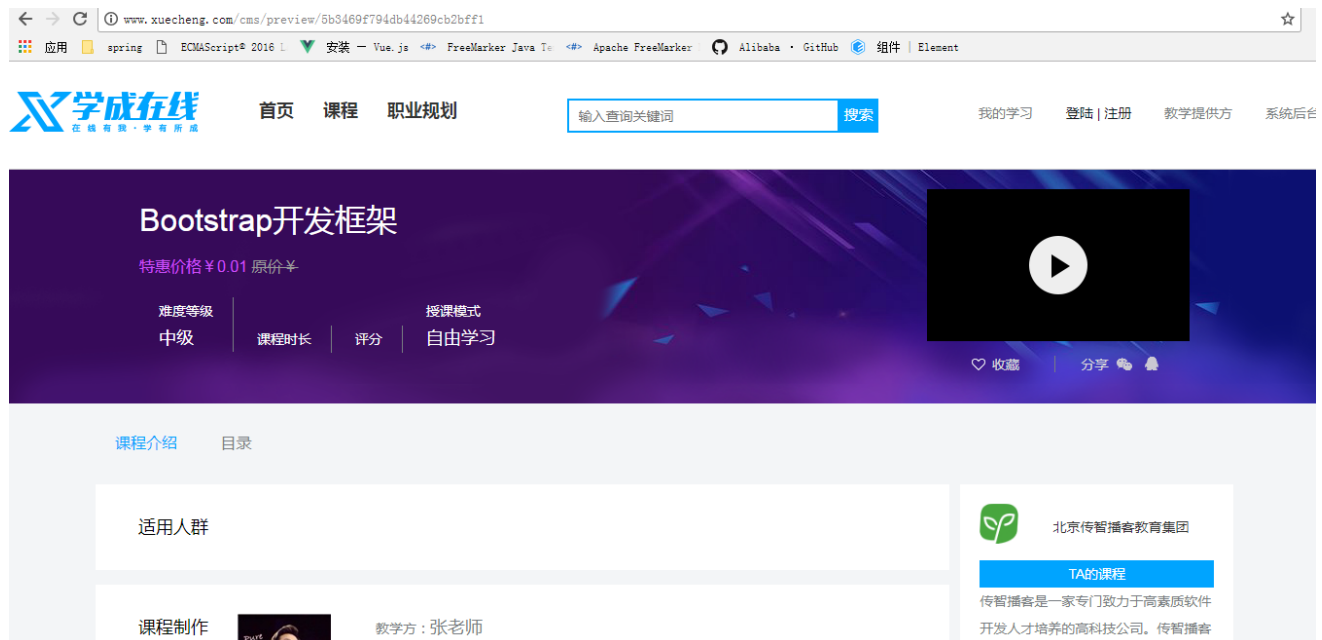 www.xuecheng.com/cms/preview/5b3469f794db44269cb2bff1
应用 spring ECMAScript® 2016 L 安装 — Vue.js FreeMarker Java Te Apache FreeMarker Alibaba · GitHub 组件 | Element
学成在线 首页 课程 职业规划 输入查询关键词 搜索 我的学习 登陆 | 注册 教学提供方 系统后台
在线有我·学有所成
Bootstrap开发框架
特惠价格¥0.01 原价¥
难度等级 授课模式
中级 课程时长 评分 自由学习
收藏 分享
课程介绍 目录
适用人群 北京传智播客教育集团
TA的课程
传智播客是一家专门致力于高素质软件
课程制作 Pure 教学方：张老师 开发人才培养的高科技公司。传智播客